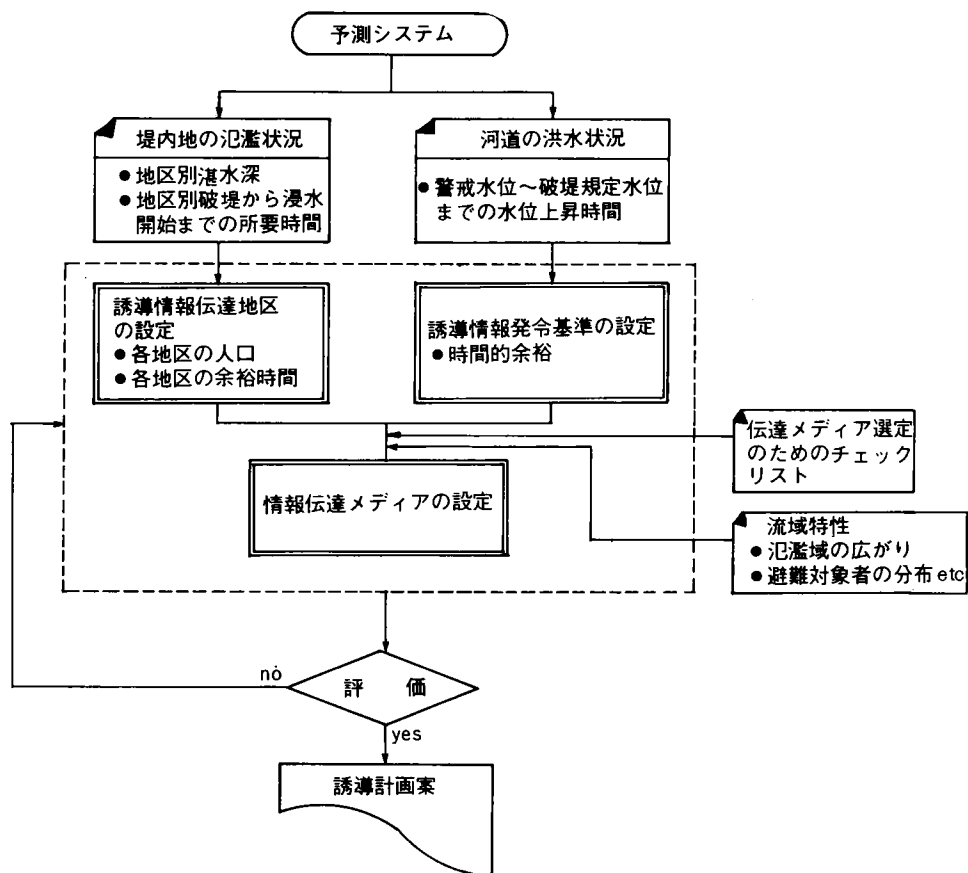 予測システム
堤内地の氾濫状況
●地区別湛水深
●地区別破堤から浸水
開始までの所要時間
河道の洪水状況
●警戒水位~破堤規定水位
までの水位上昇時間
誘導情報伝達地区
の設定
●各地区の人口
●各地区の余裕時間
誘導情報発令基準の設定
●時間的余裕
伝達メディア選定
のためのチェック
リスト
情報伝達メディアの設定
流域特性
●氾濫域の広がり
●避難対象者の分布etc
no
評 価
yes
誘導計画案